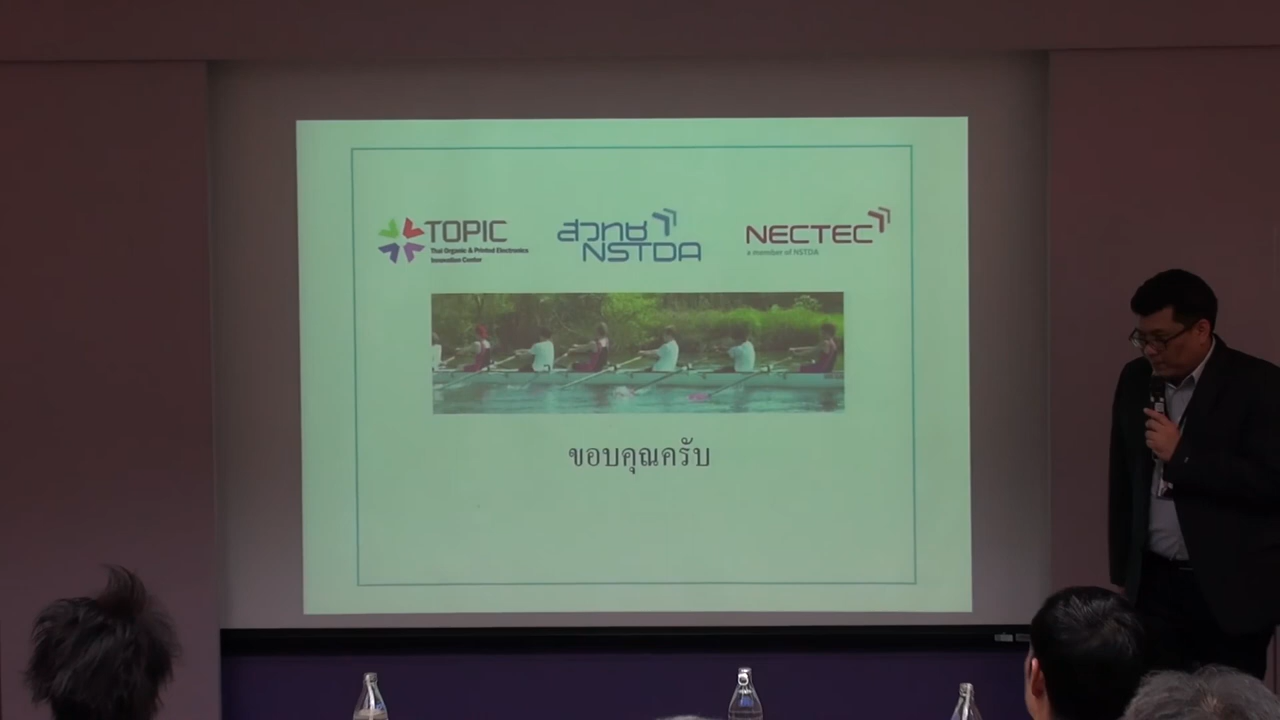 TOPIC
Thai Organic & Printed Electronics
Innovation Center
สวทช
NSTDA
NECTEC
a member of NSTDA
ขอบคุณครับ